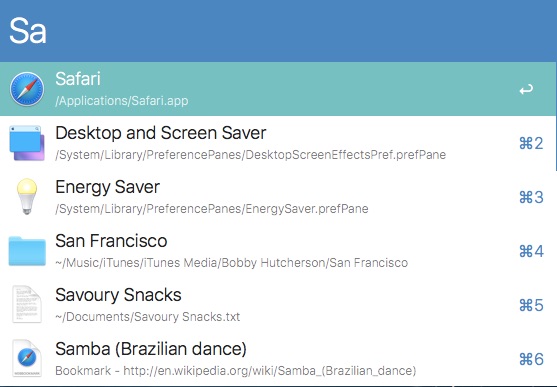 Sa
Safari
/Applications/Safari.app
↩
Desktop and Screen Saver
/System/Library/PreferencePanes/DesktopScreenEffectsPref.prefPane
⌘2
Energy Saver
/System/Library/PreferencePanes/EnergySaver.prefPane
⌘3
San Francisco
~/Music/iTunes/iTunes Media/Bobby Hutcherson/San Francisco
⌘4
Savoury Snacks
~/Documents/Savoury Snacks.txt
⌘5
Samba (Brazilian dance)
Bookmark - http://en.wikipedia.org/wiki/Samba_(Brazilian_dance)
⌘6